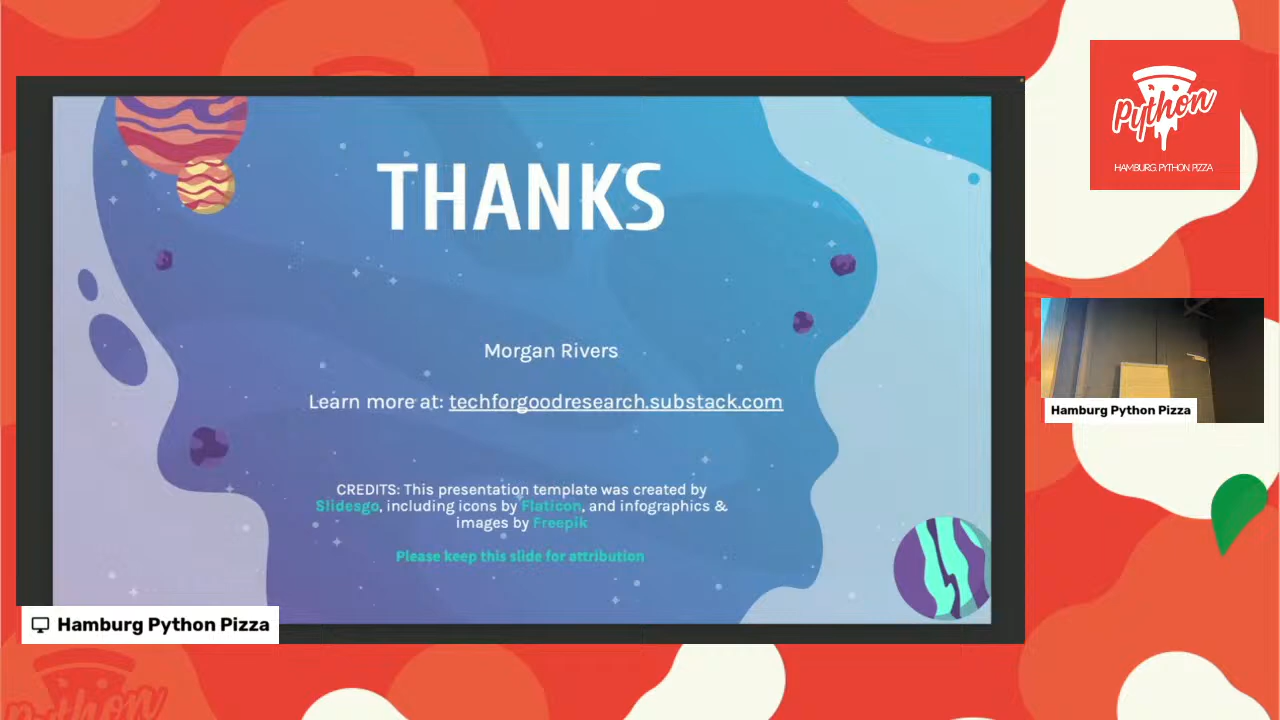 Python
HAMBURG PYTHON PIZZA
THANKS
Morgan Rivers
Learn more at: techforgoodresearch.substack.com
CREDITS: This presentation template was created by
Slidesgo, including icons by Flaticon, and infographics &
images by Freepik
Please keep this slide for attribution
Hamburg Python Pizza
Hamburg Python Pizza
Python